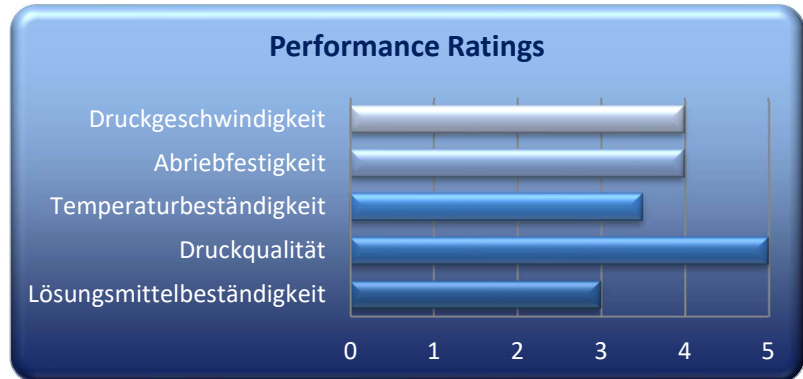 Performance Ratings
Druckgeschwindigkeit
Abriebfestigkeit
Temperaturbeständigkeit
Druckqualität
Lösungsmittelbeständigkeit
0 1 2 3 4 5